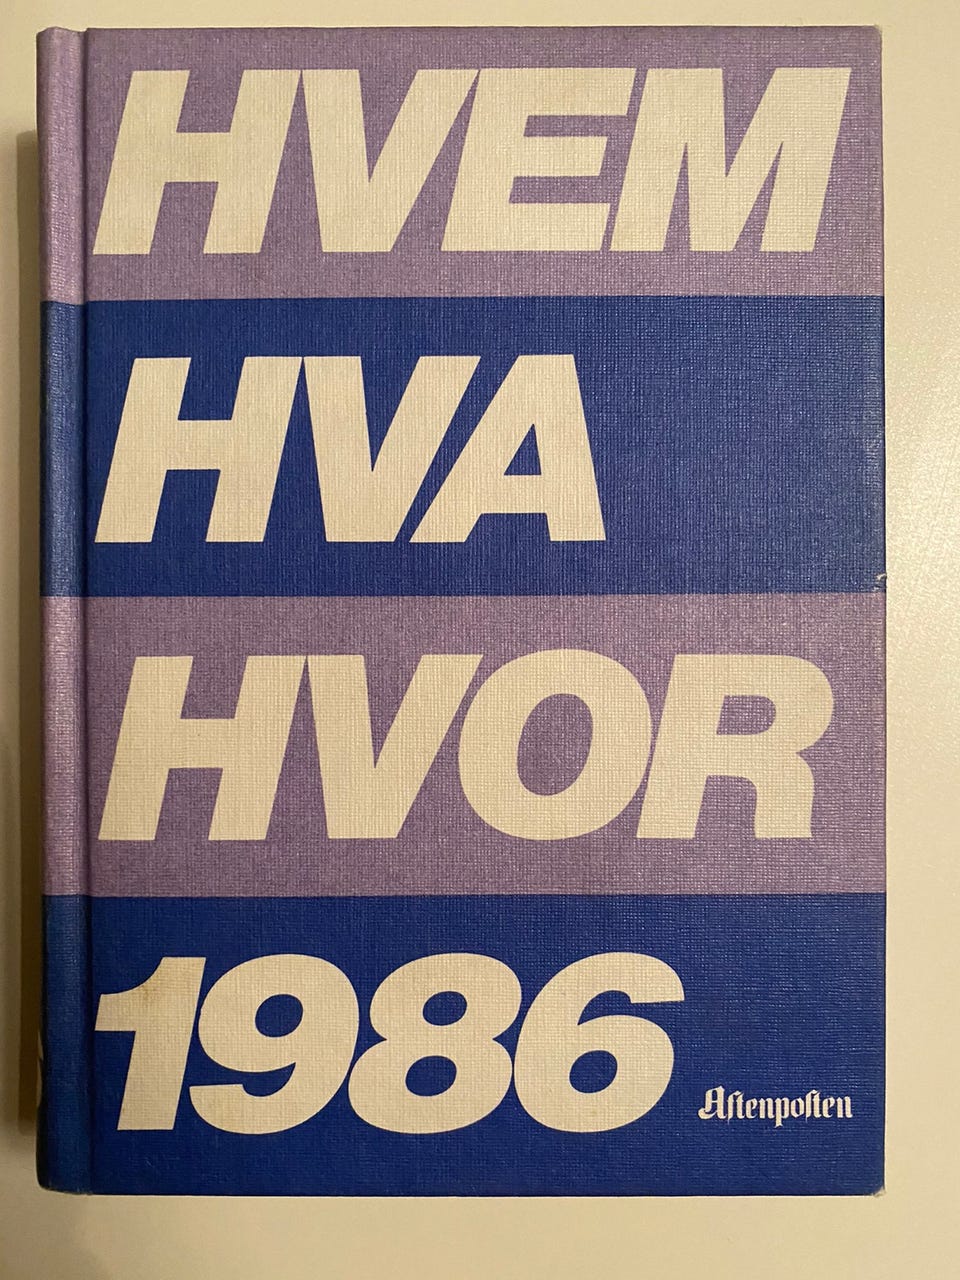 HVEM
HVA
HVOR
1986
Aftenposten